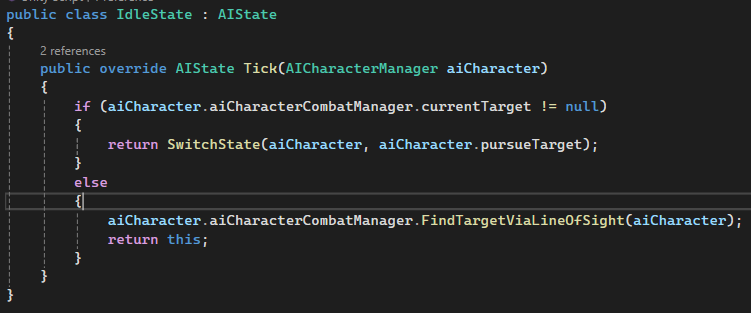 public class IdleState : AIState
{
2 references
public override AIState Tick(AICharacterManager aiCharacter)
{
if (aiCharacter.aiCharacterCombatManager.currentTarget != null)
{
return SwitchState(aiCharacter, aiCharacter.pursueTarget);
}
else
{
aiCharacter.aiCharacterCombatManager.FindTargetViaLineOfSight(aiCharacter);
return this;
}
}
}